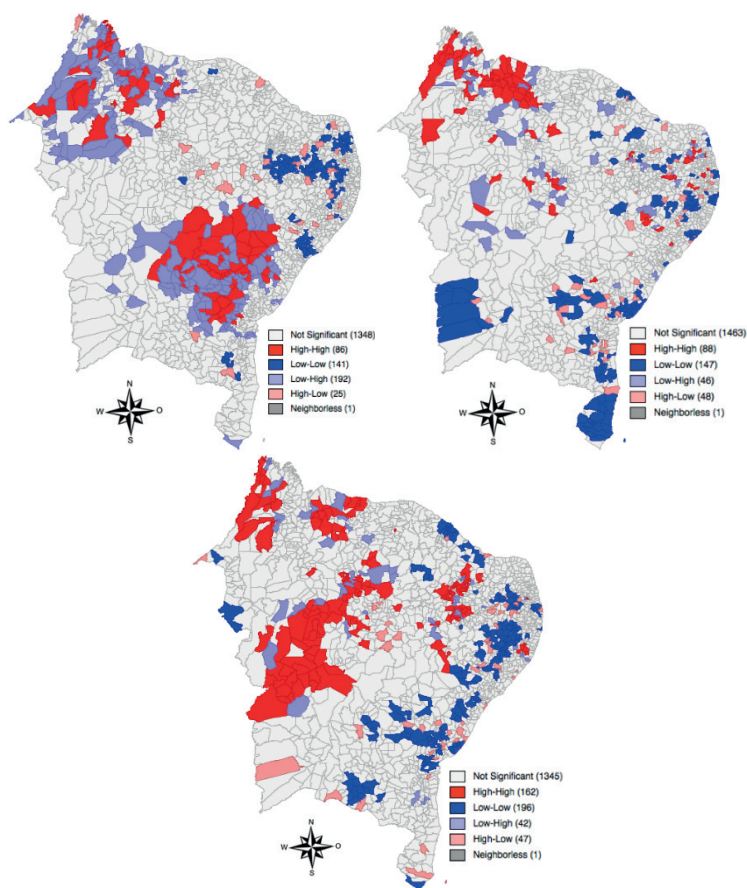 Not Significant (1348)
High-High (86)
Low-Low (141)
Low-High (192)
High-Low (25)
Neighborless (1)
N
W
O
S
Not Significant (1463)
High-High (88)
Low-Low (147)
Low-High (46)
High-Low (48)
Neighborless (1)
N
W
O
S
Not Significant (1345)
High-High (162)
Low-Low (196)
Low-High (42)
High-Low (47)
Neighborless (1)
N
W
O
S